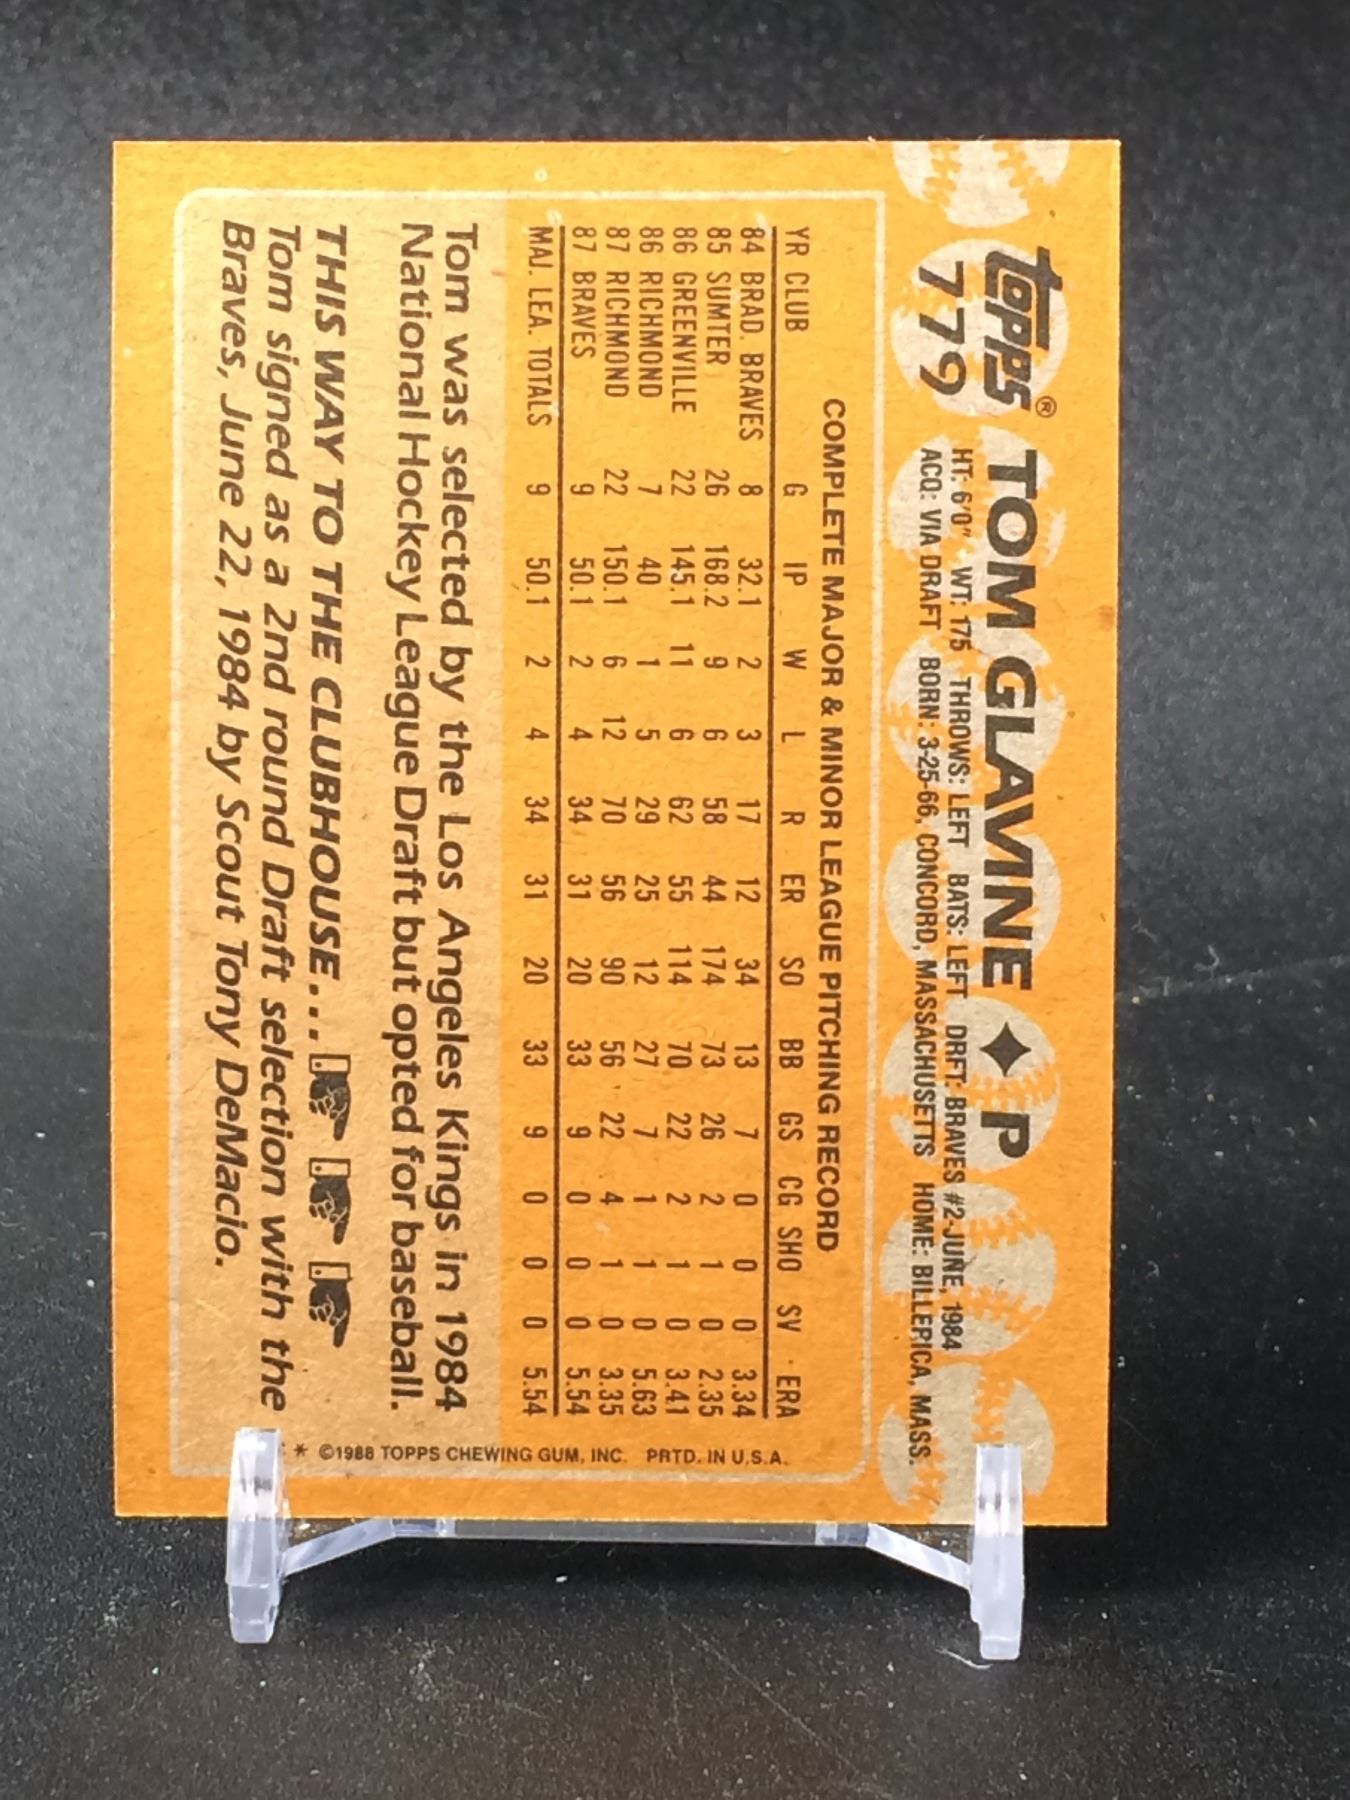 topps®
779
TOM GLAVINE ✦ P
HT: 6'0" WT: 175 THROWS: LEFT BATS: LEFT DRFT: BRAVES #2-JUNE, 1984
ACQ: VIA DRAFT BORN: 3-25-66, CONCORD, MASSACHUSETTS HOME: BILLERICA, MASS.
COMPLETE MAJOR & MINOR LEAGUE PITCHING RECORD
YR CLUB G IP W L R ER SO BB GS CG SHO SV ERA
84 BRAD. BRAVES 8 32.1 2 3 17 12 34 13 7 0 0 0 3.34
85 SUMTER 26 168.2 9 6 58 44 174 73 26 2 1 0 2.35
86 GREENVILLE 22 145.1 11 6 62 55 114 70 22 2 1 0 3.41
86 RICHMOND 7 40 1 5 29 25 12 27 7 1 1 0 5.63
87 RICHMOND 22 150.1 6 12 70 56 90 56 22 4 1 0 3.35
87 BRAVES 9 50.1 2 4 34 31 20 33 9 0 0 0 5.54
MAJ. LEA. TOTALS 9 50.1 2 4 34 31 20 33 9 0 0 0 5.54
Tom was selected by the Los Angeles Kings in 1984
National Hockey League Draft but opted for baseball.
THIS WAY TO THE CLUBHOUSE...
Tom signed as a 2nd round Draft selection with the
Braves, June 22, 1984 by Scout Tony DeMacio.
* ©1988 TOPPS CHEWING GUM, INC. PRTD. IN U.S.A.